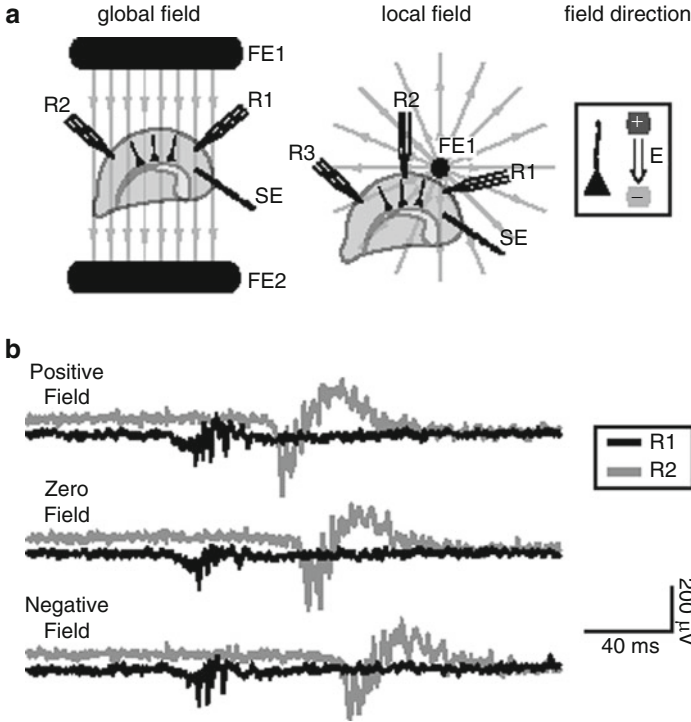 a
global field
local field
field direction
FE1
R2
R1
SE
FE2
R2
FE1
R3
R1
SE
+
E
−
b
Positive
Field
Zero
Field
Negative
Field
R1
R2
200 µV
40 ms